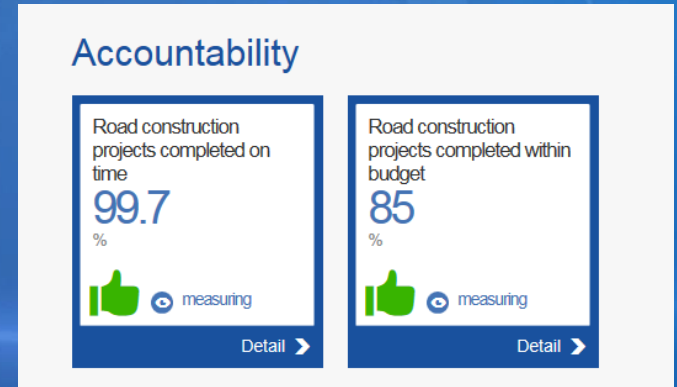 Accountability
Road construction
projects completed on
time
99.7
%
measuring
Detail
Road construction
projects completed within
budget
85
%
measuring
Detail